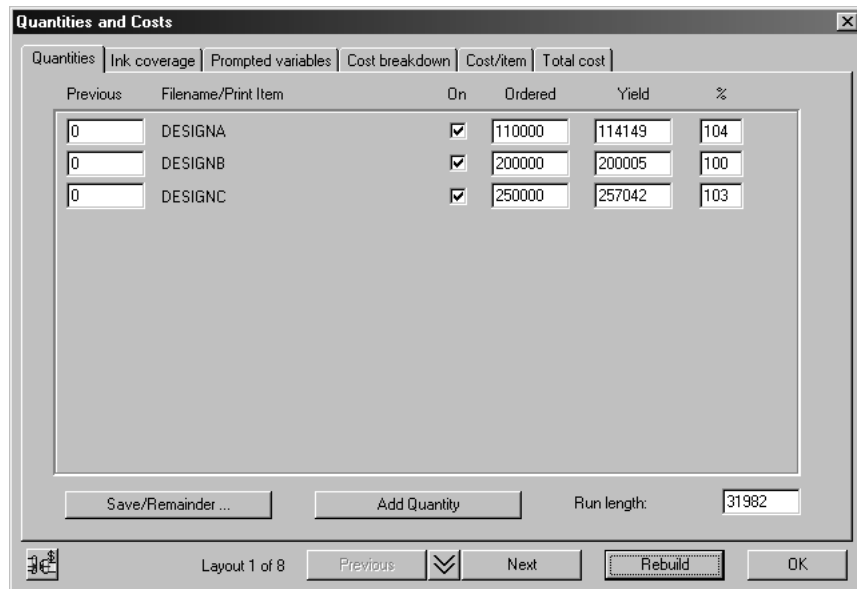 Quantities and Costs
Quantities Ink coverage Prompted variables Cost breakdown Cost/item Total cost
Previous Filename/Print Item On Ordered Yield %
0 DESIGNA 110000 114149 104
0 DESIGNB 200000 200005 100
0 DESIGNC 250000 257042 103
Save/Remainder ... Add Quantity Run length: 31982
Layout 1 of 8 Previous Next Rebuild OK